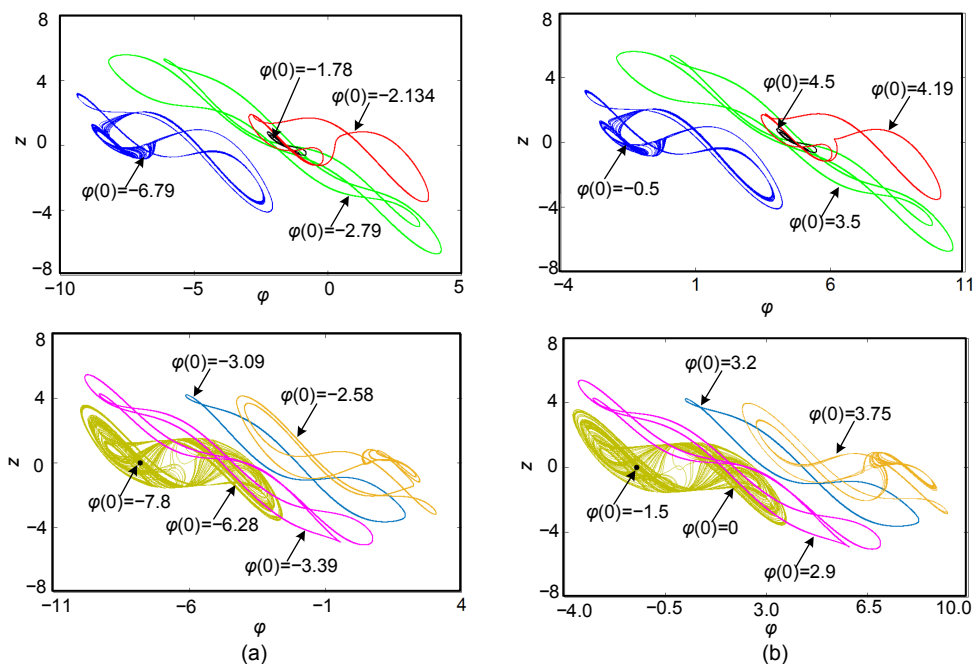 8
4
0
−4
−8
z
φ(0)=−1.78
φ(0)=−2.134
φ(0)=−6.79
φ(0)=−2.79
−10
−5
0
5
φ
8
4
0
−4
−8
z
φ(0)=4.5
φ(0)=4.19
φ(0)=−0.5
φ(0)=3.5
−4
1
6
11
φ
8
4
0
−4
−8
z
φ(0)=−3.09
φ(0)=−2.58
φ(0)=−7.8
φ(0)=−6.28
φ(0)=−3.39
−11
−6
−1
4
φ
(a)
8
4
0
−4
−8
z
φ(0)=3.2
φ(0)=3.75
φ(0)=−1.5
φ(0)=0
φ(0)=2.9
−4.0
−0.5
3.0
6.5
10.0
φ
(b)